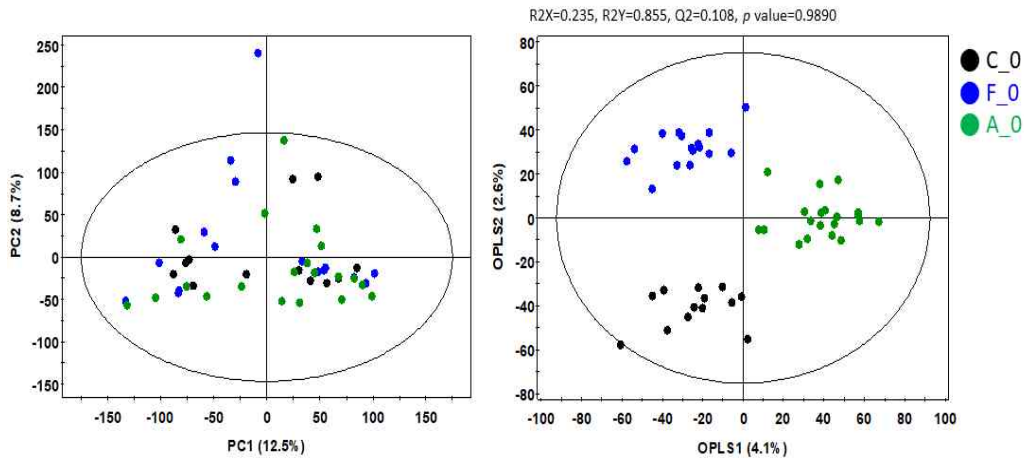 R2X=0.235, R2Y=0.855, Q2=0.108, p value=0.9890
C_0
F_0
A_0
250
200
150
100
50
0
-50
-100
-150
PC2 (8.7%)
-150 -100 -50 0 50 100 150
PC1 (12.5%)
80
60
40
20
0
-20
-40
-60
-80
OPLS2 (2.6%)
-100 -80 -60 -40 -20 0 20 40 60 80 100
OPLS1 (4.1%)